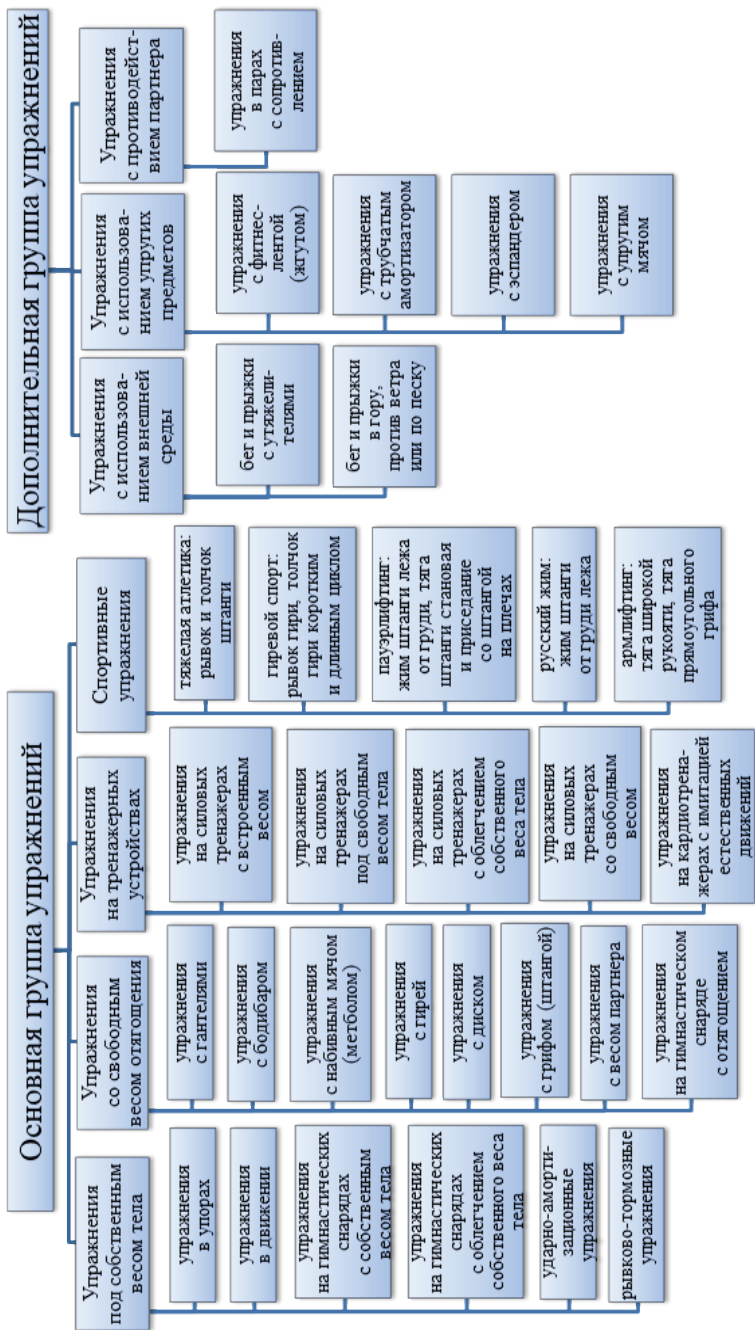 Основная группа упражнений
Упражнения
под собственным
весом тела
упражнения
в упорах
упражнения
в движении
упражнения
на гимнастических
снарядах
с собственным
весом тела
упражнения
на гимнастических
снарядах
с облегчением
собственного веса
тела
ударно-аморти-
зационные
упражнения
рывково-тормозные
упражнения
Упражнения
со свободным
весом отягощения
упражнения
с гантелями
упражнения
с бодибаром
упражнения
с набивным мячом
(метболом)
упражнения
с гирей
упражнения
с диском
упражнения
с грифом (штангой)
упражнения
с весом партнера
упражнения
на гимнастическом
снаряде
с отягощением
Упражнения
на тренажерных
устройствах
упражнения
на силовых
тренажерах
с встроенным
весом
упражнения
на силовых
тренажерах
под свободным
весом тела
упражнения
на силовых
тренажерах
с облегчением
собственного
веса тела
упражнения
на силовых
тренажерах
со свободным
весом
упражнения
на кардиотрена-
жерах с имитацией
естественных
движений
Спортивные
упражнения
тяжелая атлетика:
рывок и толчок
штанги
гиревой спорт:
рывок гири, толчок
гири коротким
и длинным циклом
пауэрлифтинг:
жим штанги лежа
от груди, тяга
штанги становая
и приседание
со штангой
на плечах
русский жим:
жим штанги
от груди лежа
армлифтинг:
тяга широкой
рукояти, тяга
прямоугольного
грифа
Дополнительная группа упражнений
Упражнения
с использова-
нием внешней
среды
бег и прыжки
с утяжели-
телями
бег и прыжки
в гору,
против ветра
или по песку
Упражнения
с использова-
нием упругих
предметов
упражнения
с фитнес-
лентой
(жгутом)
упражнения
с трубчатым
амортизатором
упражнения
с эспандером
упражнения
с упругим
мячом
Упражнения
с противодейст-
вием партнера
упражнения
в парах
с сопротив-
лением